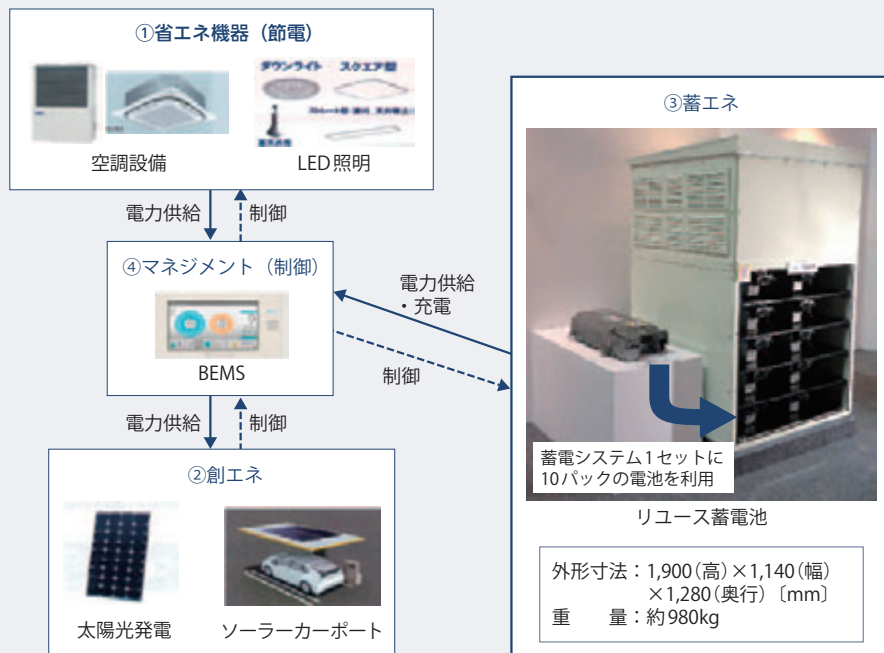 ①省エネ機器（節電）
ダウンライト スクエア型
空調設備
LED照明
電力供給
制御
④マネジメント（制御）
BEMS
電力供給
・充電
制御
電力供給
制御
②創エネ
太陽光発電
ソーラーカーポート
③蓄エネ
蓄電システム1セットに
10パックの電池を利用
リユース蓄電池
外形寸法：1,900（高）×1,140（幅）
×1,280（奥行）〔mm〕
重　　量：約980kg